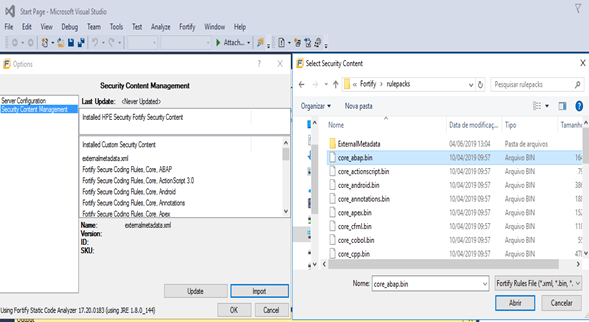 Start Page - Microsoft Visual Studio
File Edit View Debug Team Tools Test Analyze Fortify Window Help
Attach...
Options
Security Content Management
Server Configuration
Security Content Management
Last Update: <Never Updated>
Installed HPE Security Fortify Security Content
Installed Custom Security Content
externalmetadata.xml
Fortify Secure Coding Rules, Core, ABAP
Fortify Secure Coding Rules, Core, ActionScript 3.0
Fortify Secure Coding Rules, Core, Android
Fortify Secure Coding Rules, Core, Annotations
Fortify Secure Coding Rules, Core, Apex
Name: externalmetadata.xml
Version:
ID:
SKU:
Update Import
Using Fortify Static Code Analyzer 17.20.0183 (using JRE 1.8.0_144)
OK Cancel
Select Security Content
« Fortify › rulepacks
Pesquisar rulepacks
Organizar Nova pasta
Nome Data de modificaç... Tipo Tamanho
ExternalMetadata 04/06/2019 13:04 Pasta de arquivos
core_abap.bin 10/04/2019 09:57 Arquivo BIN
core_actionscript.bin 10/04/2019 09:57 Arquivo BIN
core_android.bin 10/04/2019 09:57 Arquivo BIN
core_annotations.bin 10/04/2019 09:57 Arquivo BIN
core_apex.bin 10/04/2019 09:57 Arquivo BIN
core_cfml.bin 10/04/2019 09:57 Arquivo BIN
core_cobol.bin 10/04/2019 09:57 Arquivo BIN
core_cpp.bin 10/04/2019 09:57 Arquivo BIN
Nome: core_abap.bin
Fortify Rules File (*.xml, *.bin, *.
Abrir Cancelar